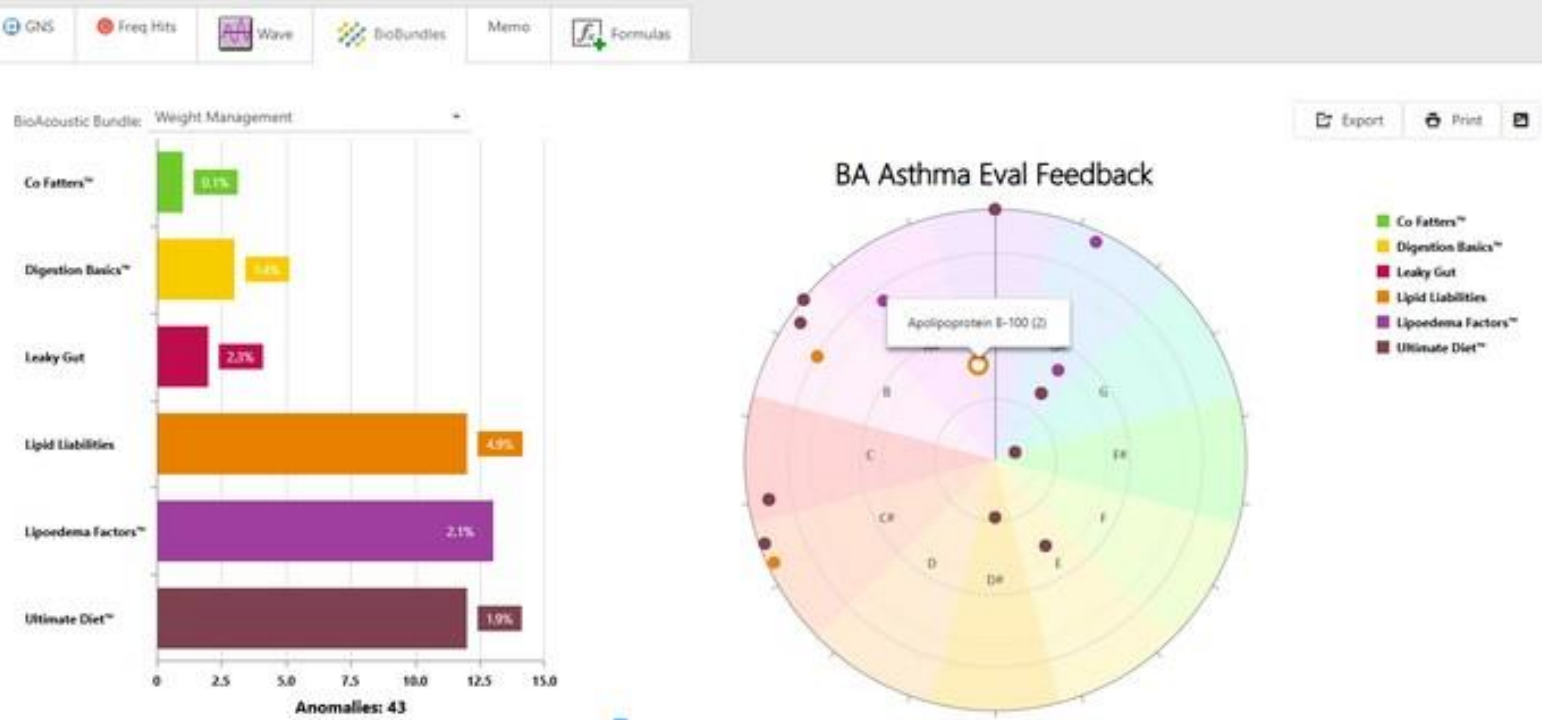 GNS
Freq Hits
Wave
BioBundles
Memo
Formulas
BioAcoustic Bundle: Weight Management
Export
Print
Co Fatters™
0.1%
Digestion Basics™
Leaky Gut
2.3%
Lipid Liabilities
4.9%
Lipoedema Factors™
2.1%
Ultimate Diet™
1.9%
0 2.5 5.0 7.5 10.0 12.5 15.0
Anomalies: 43
BA Asthma Eval Feedback
Apolipoprotein B-100 (2)
B
G
C
F#
C#
F
D
E
D#
Co Fatters™
Digestion Basics™
Leaky Gut
Lipid Liabilities
Lipoedema Factors™
Ultimate Diet™